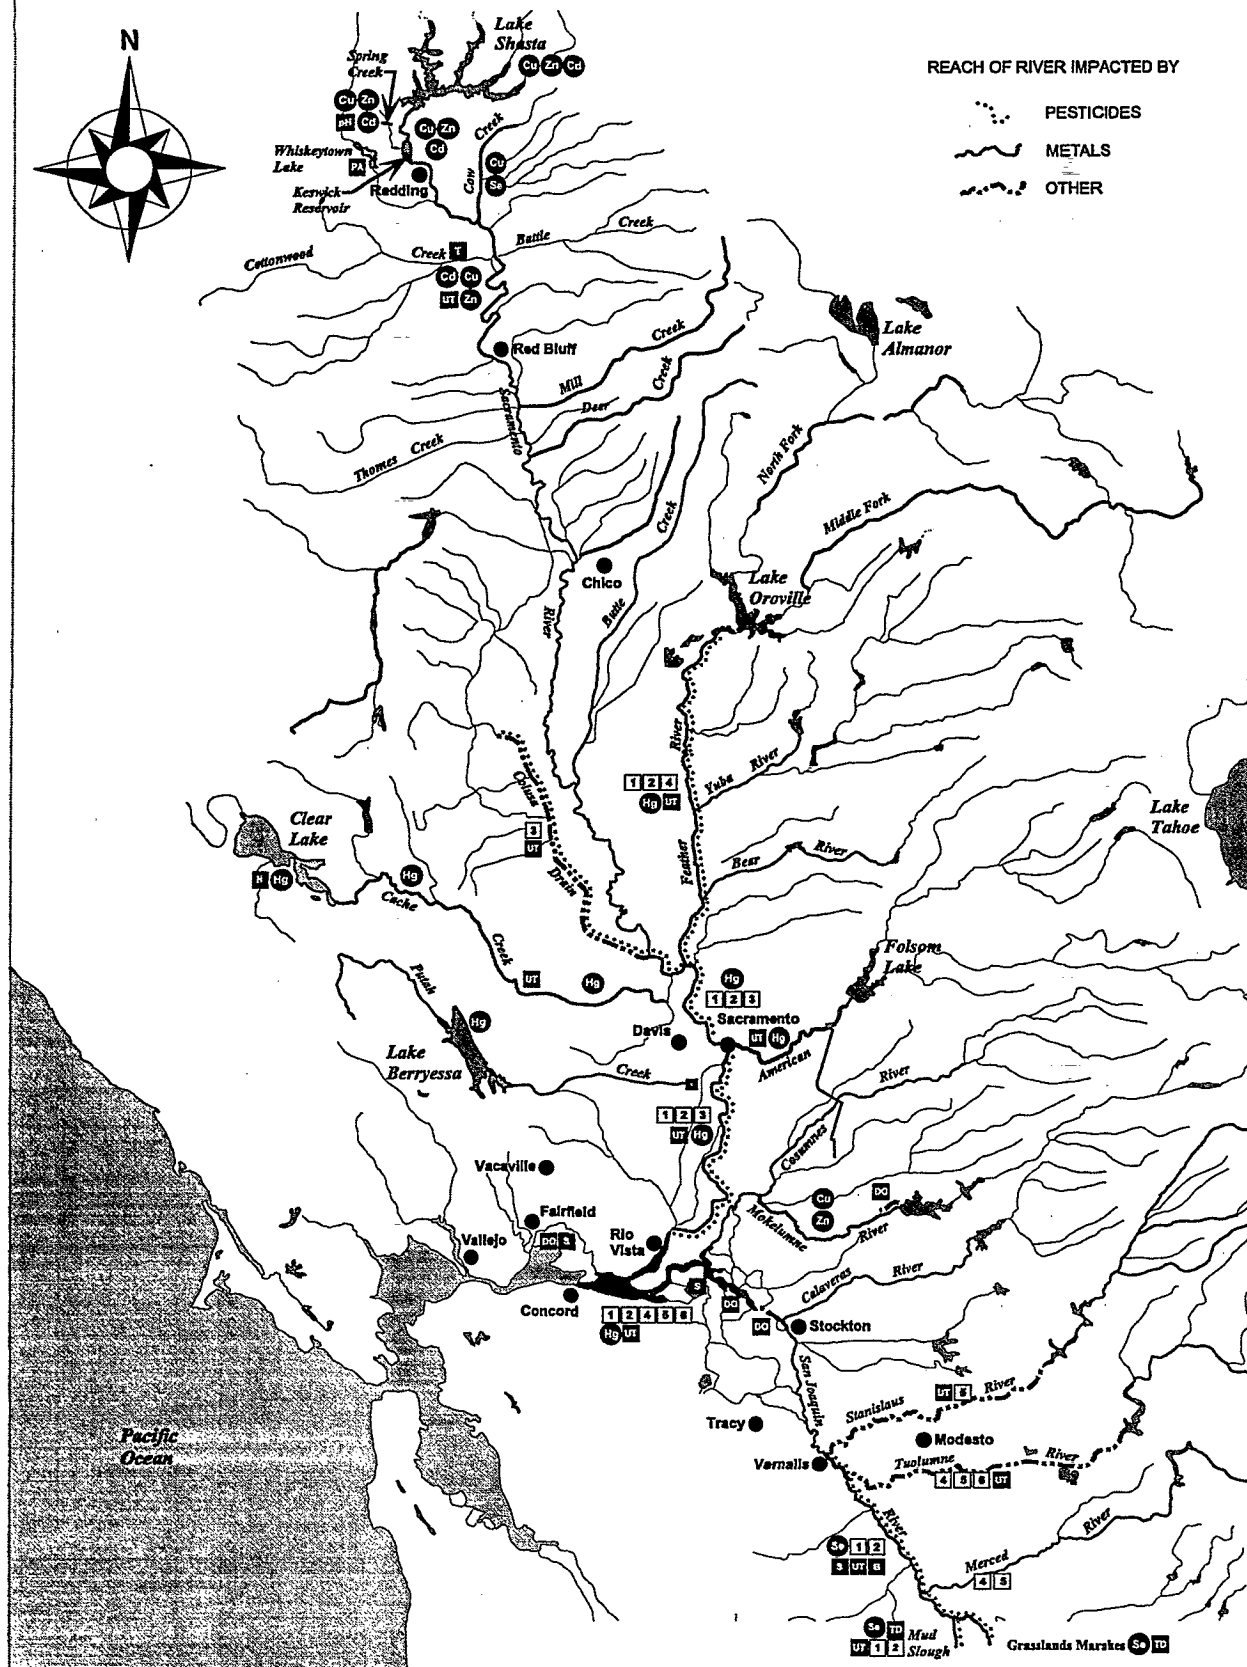 N
Lake
Shasta
Cu Zn Cd
Spring
Creek
Cu Zn
pH Cd
Cu Zn
Cd
Whiskeytown
Lake
PA
Keswick
Reservoir
Redding
Cow Creek
Cu
Se
REACH OF RIVER IMPACTED BY
PESTICIDES
METALS
OTHER
Cottonwood Creek
T
Battle Creek
Cd Cu
UT Zn
Red Bluff
Lake
Almanor
Mill Creek
Deer Creek
Sacramento River
Thomes Creek
North Fork
Middle Fork
Chico
Butte Creek
Lake
Oroville
Feather River
1 2 4
Hg UT
Yuba River
Colusa Drain
3
UT
Bear River
Lake
Tahoe
Clear
Lake
Hg
Hg
Cache Creek
UT
Hg
Putah Creek
Hg
Lake
Berryessa
Folsom
Lake
Hg
1 2 3
Sacramento
UT Hg
American River
Davis
1 2 3
UT Hg
Cosumnes
Vacaville
Fairfield
DO S
Vallejo
Rio
Vista
Concord
1 2 4 5 6
Hg UT
S
DO
DO
Cu
Zn
DO
Mokelumne River
Calaveras River
Stockton
San Joaquin River
UT
Stanislaus River
Tracy
Modesto
Vernalis
Tuolumne River
4 5 6 UT
Pacific
Ocean
Se 1 2
UT
Merced River
4 5
Se TD
UT 1 2
Mud
Slough
Grasslands Marshes Se TD